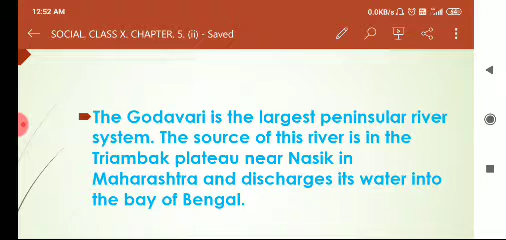 12:52 AM 0.0KB/s 54
SOCIAL. CLASS X. CHAPTER. 5. (ii) - Saved
The Godavari is the largest peninsular river
system. The source of this river is in the
Triambak plateau near Nasik in
Maharashtra and discharges its water into
the bay of Bengal.